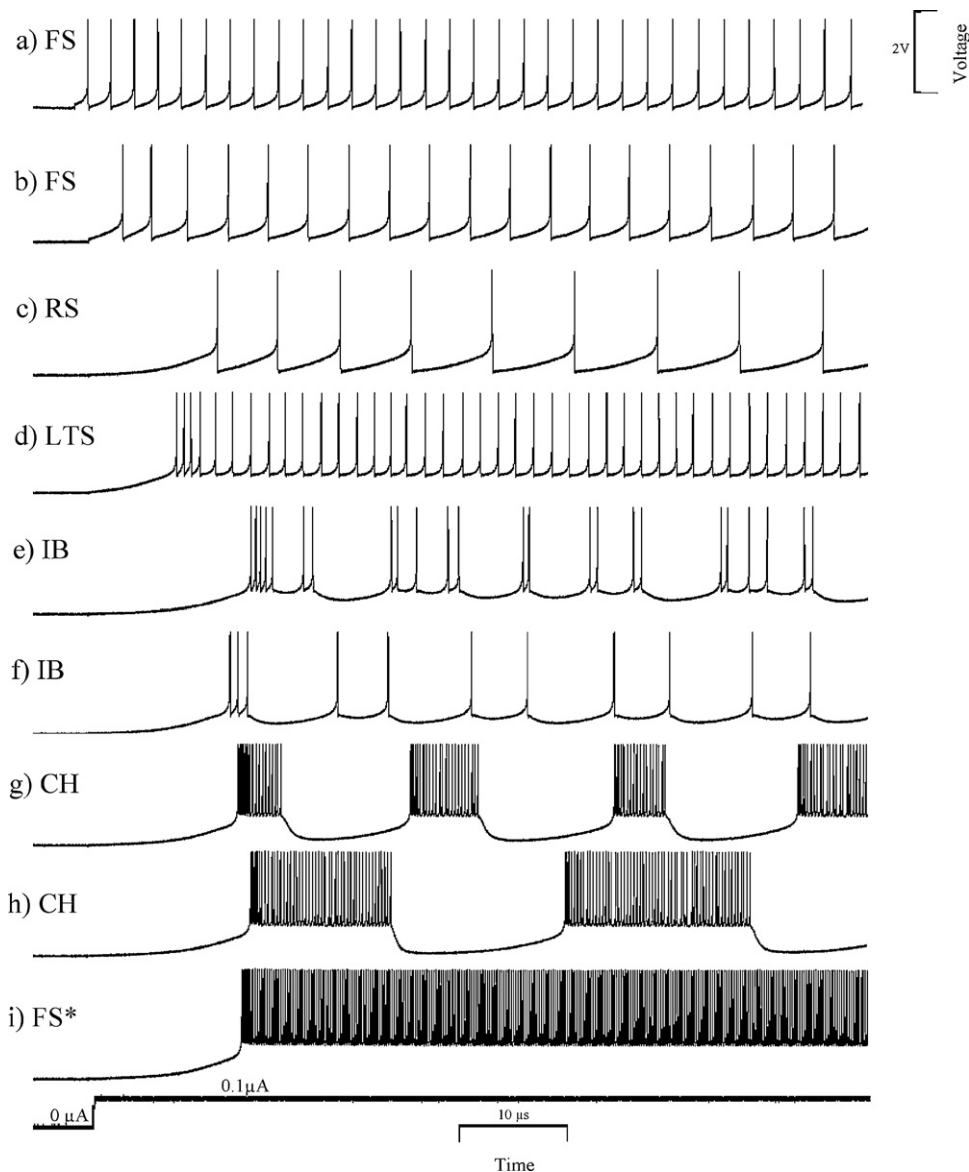 a) FS
2V
Voltage
b) FS
c) RS
d) LTS
e) IB
f) IB
g) CH
h) CH
i) FS*
0.1µA
0 µA
10 µs
Time